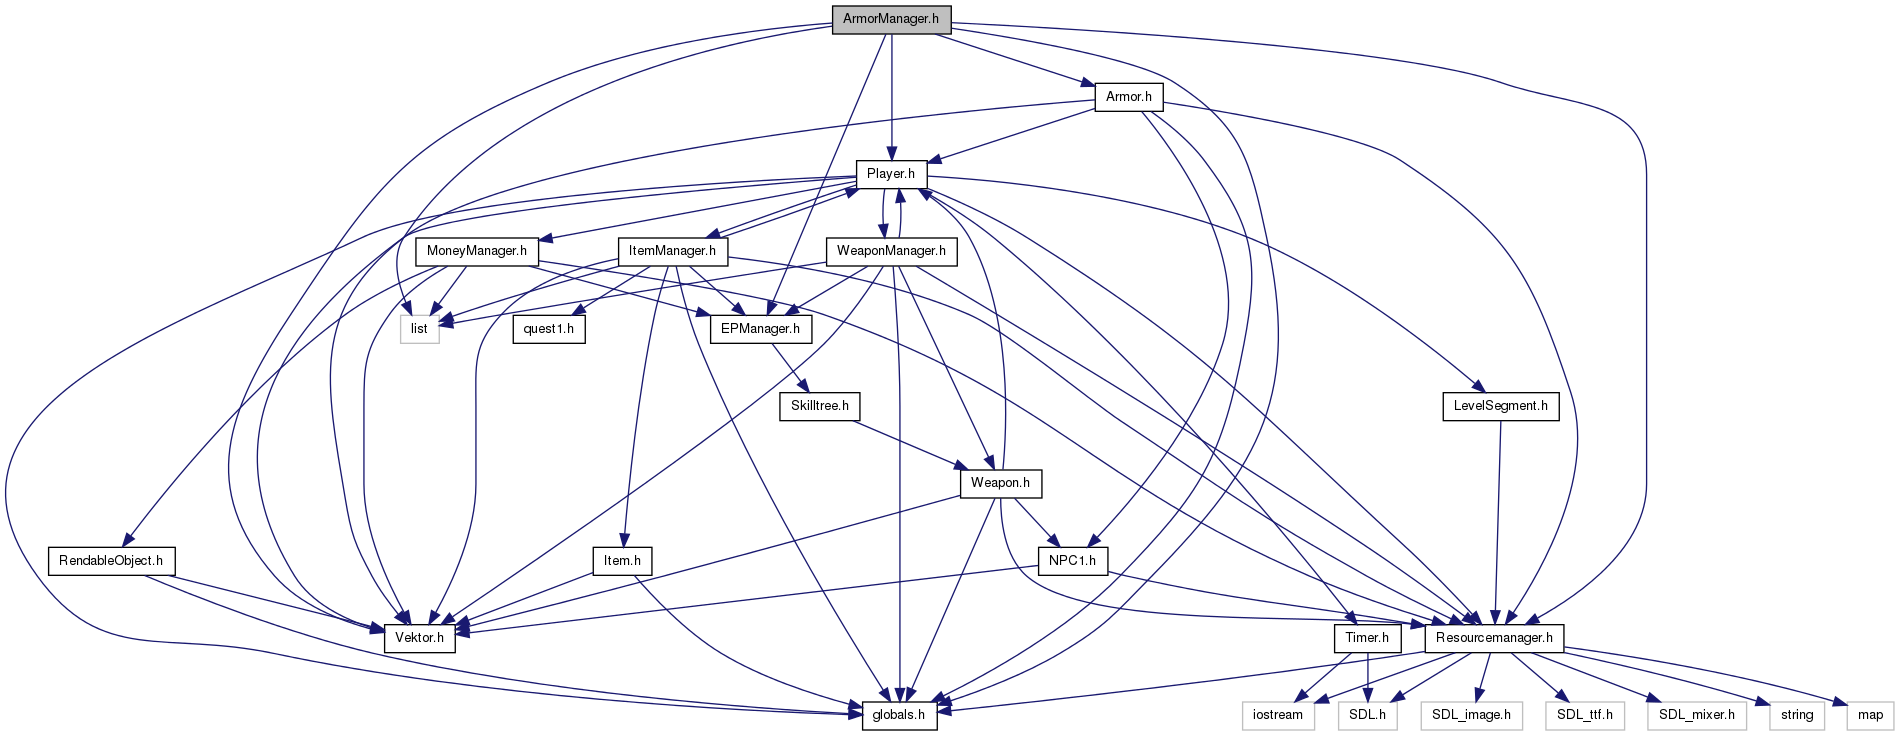 ArmorManager.h
Armor.h
Player.h
MoneyManager.h
ItemManager.h
WeaponManager.h
list
quest1.h
EPManager.h
Skilltree.h
LevelSegment.h
Weapon.h
RendableObject.h
Item.h
NPC1.h
Vektor.h
Timer.h
Resourcemanager.h
globals.h
iostream
SDL.h
SDL_image.h
SDL_ttf.h
SDL_mixer.h
string
map